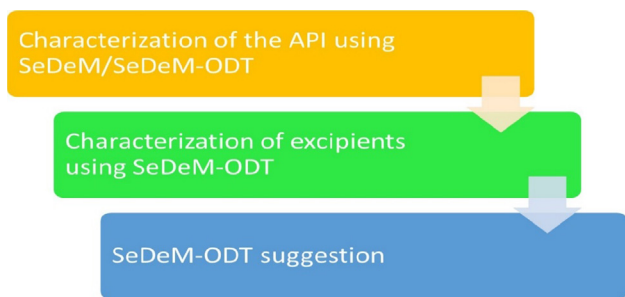 Characterization of the API using
SeDeM/SeDeM-ODT
Characterization of excipients
using SeDeM-ODT
SeDeM-ODT suggestion